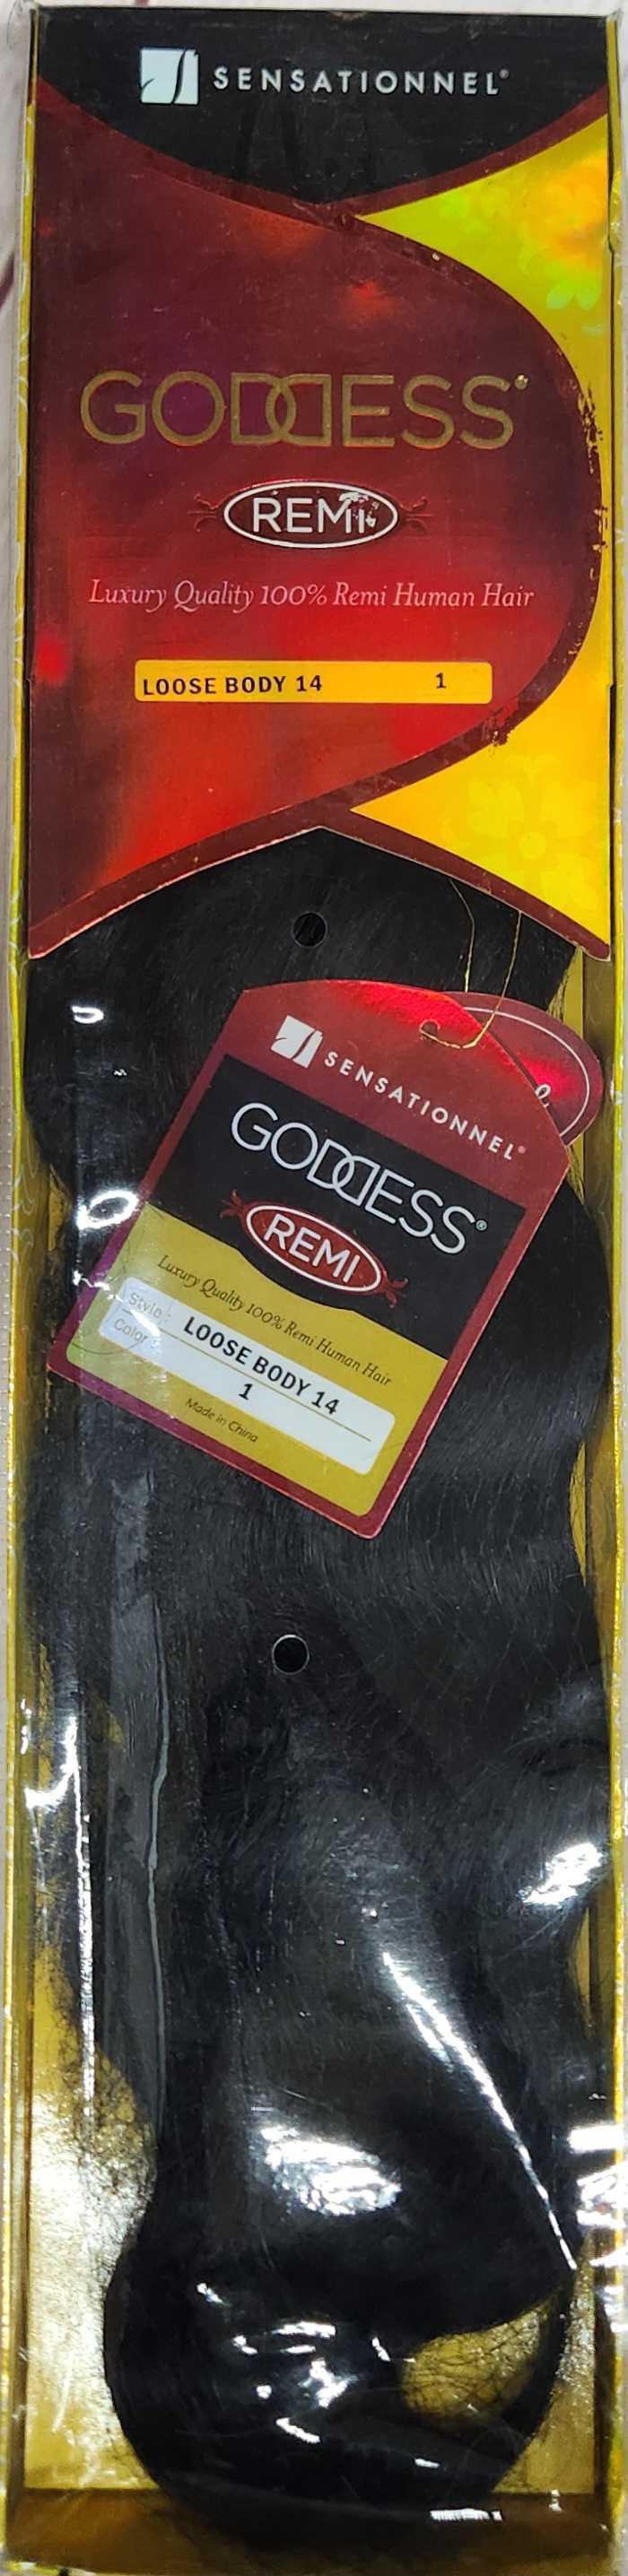 SENSATIONNEL®
GODDESS®
REMI
Luxury Quality 100% Remi Human Hair
LOOSE BODY 14 1
SENSATIONNEL®
GODDESS®
REMI
Luxury Quality 100% Remi Human Hair
Style: LOOSE BODY 14
Color: 1
Made in China